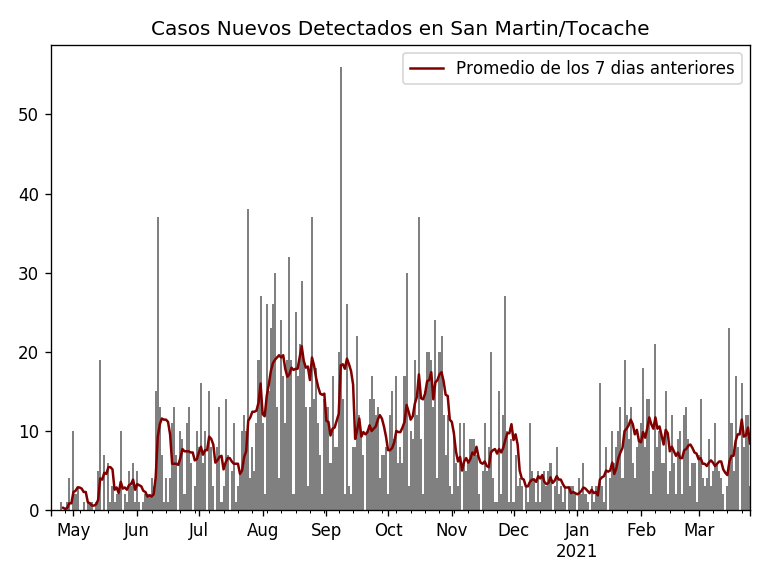 Casos Nuevos Detectados en San Martin/Tocache
Promedio de los 7 dias anteriores
50
40
30
20
10
0
May Jun Jul Aug Sep Oct Nov Dec Jan Feb Mar
2021